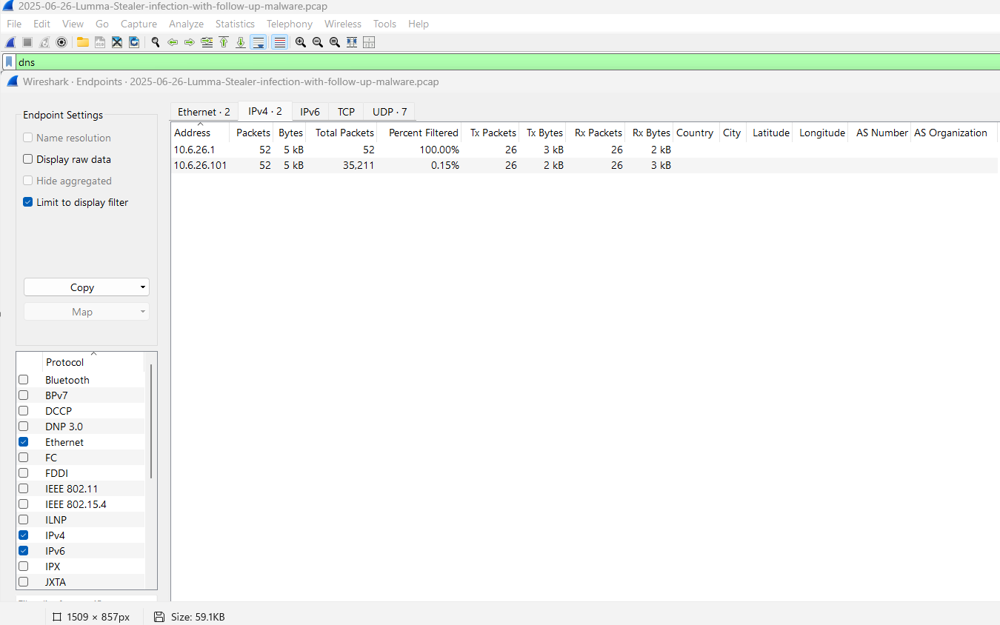 2025-06-26-Lumma-Stealer-infection-with-follow-up-malware.pcap
File Edit View Go Capture Analyze Statistics Telephony Wireless Tools Help
dns
Wireshark · Endpoints · 2025-06-26-Lumma-Stealer-infection-with-follow-up-malware.pcap
Endpoint Settings
Name resolution
Display raw data
Hide aggregated
Limit to display filter
Copy
Map
Protocol
Bluetooth
BPv7
DCCP
DNP 3.0
Ethernet
FC
FDDI
IEEE 802.11
IEEE 802.15.4
ILNP
IPv4
IPv6
IPX
JXTA
Ethernet · 2 IPv4 · 2 IPv6 TCP UDP · 7
Address Packets Bytes Total Packets Percent Filtered Tx Packets Tx Bytes Rx Packets Rx Bytes Country City Latitude Longitude AS Number AS Organization
10.6.26.1 52 5 kB 52 100.00% 26 3 kB 26 2 kB
10.6.26.101 52 5 kB 35,211 0.15% 26 2 kB 26 3 kB
1509 × 857px Size: 59.1KB